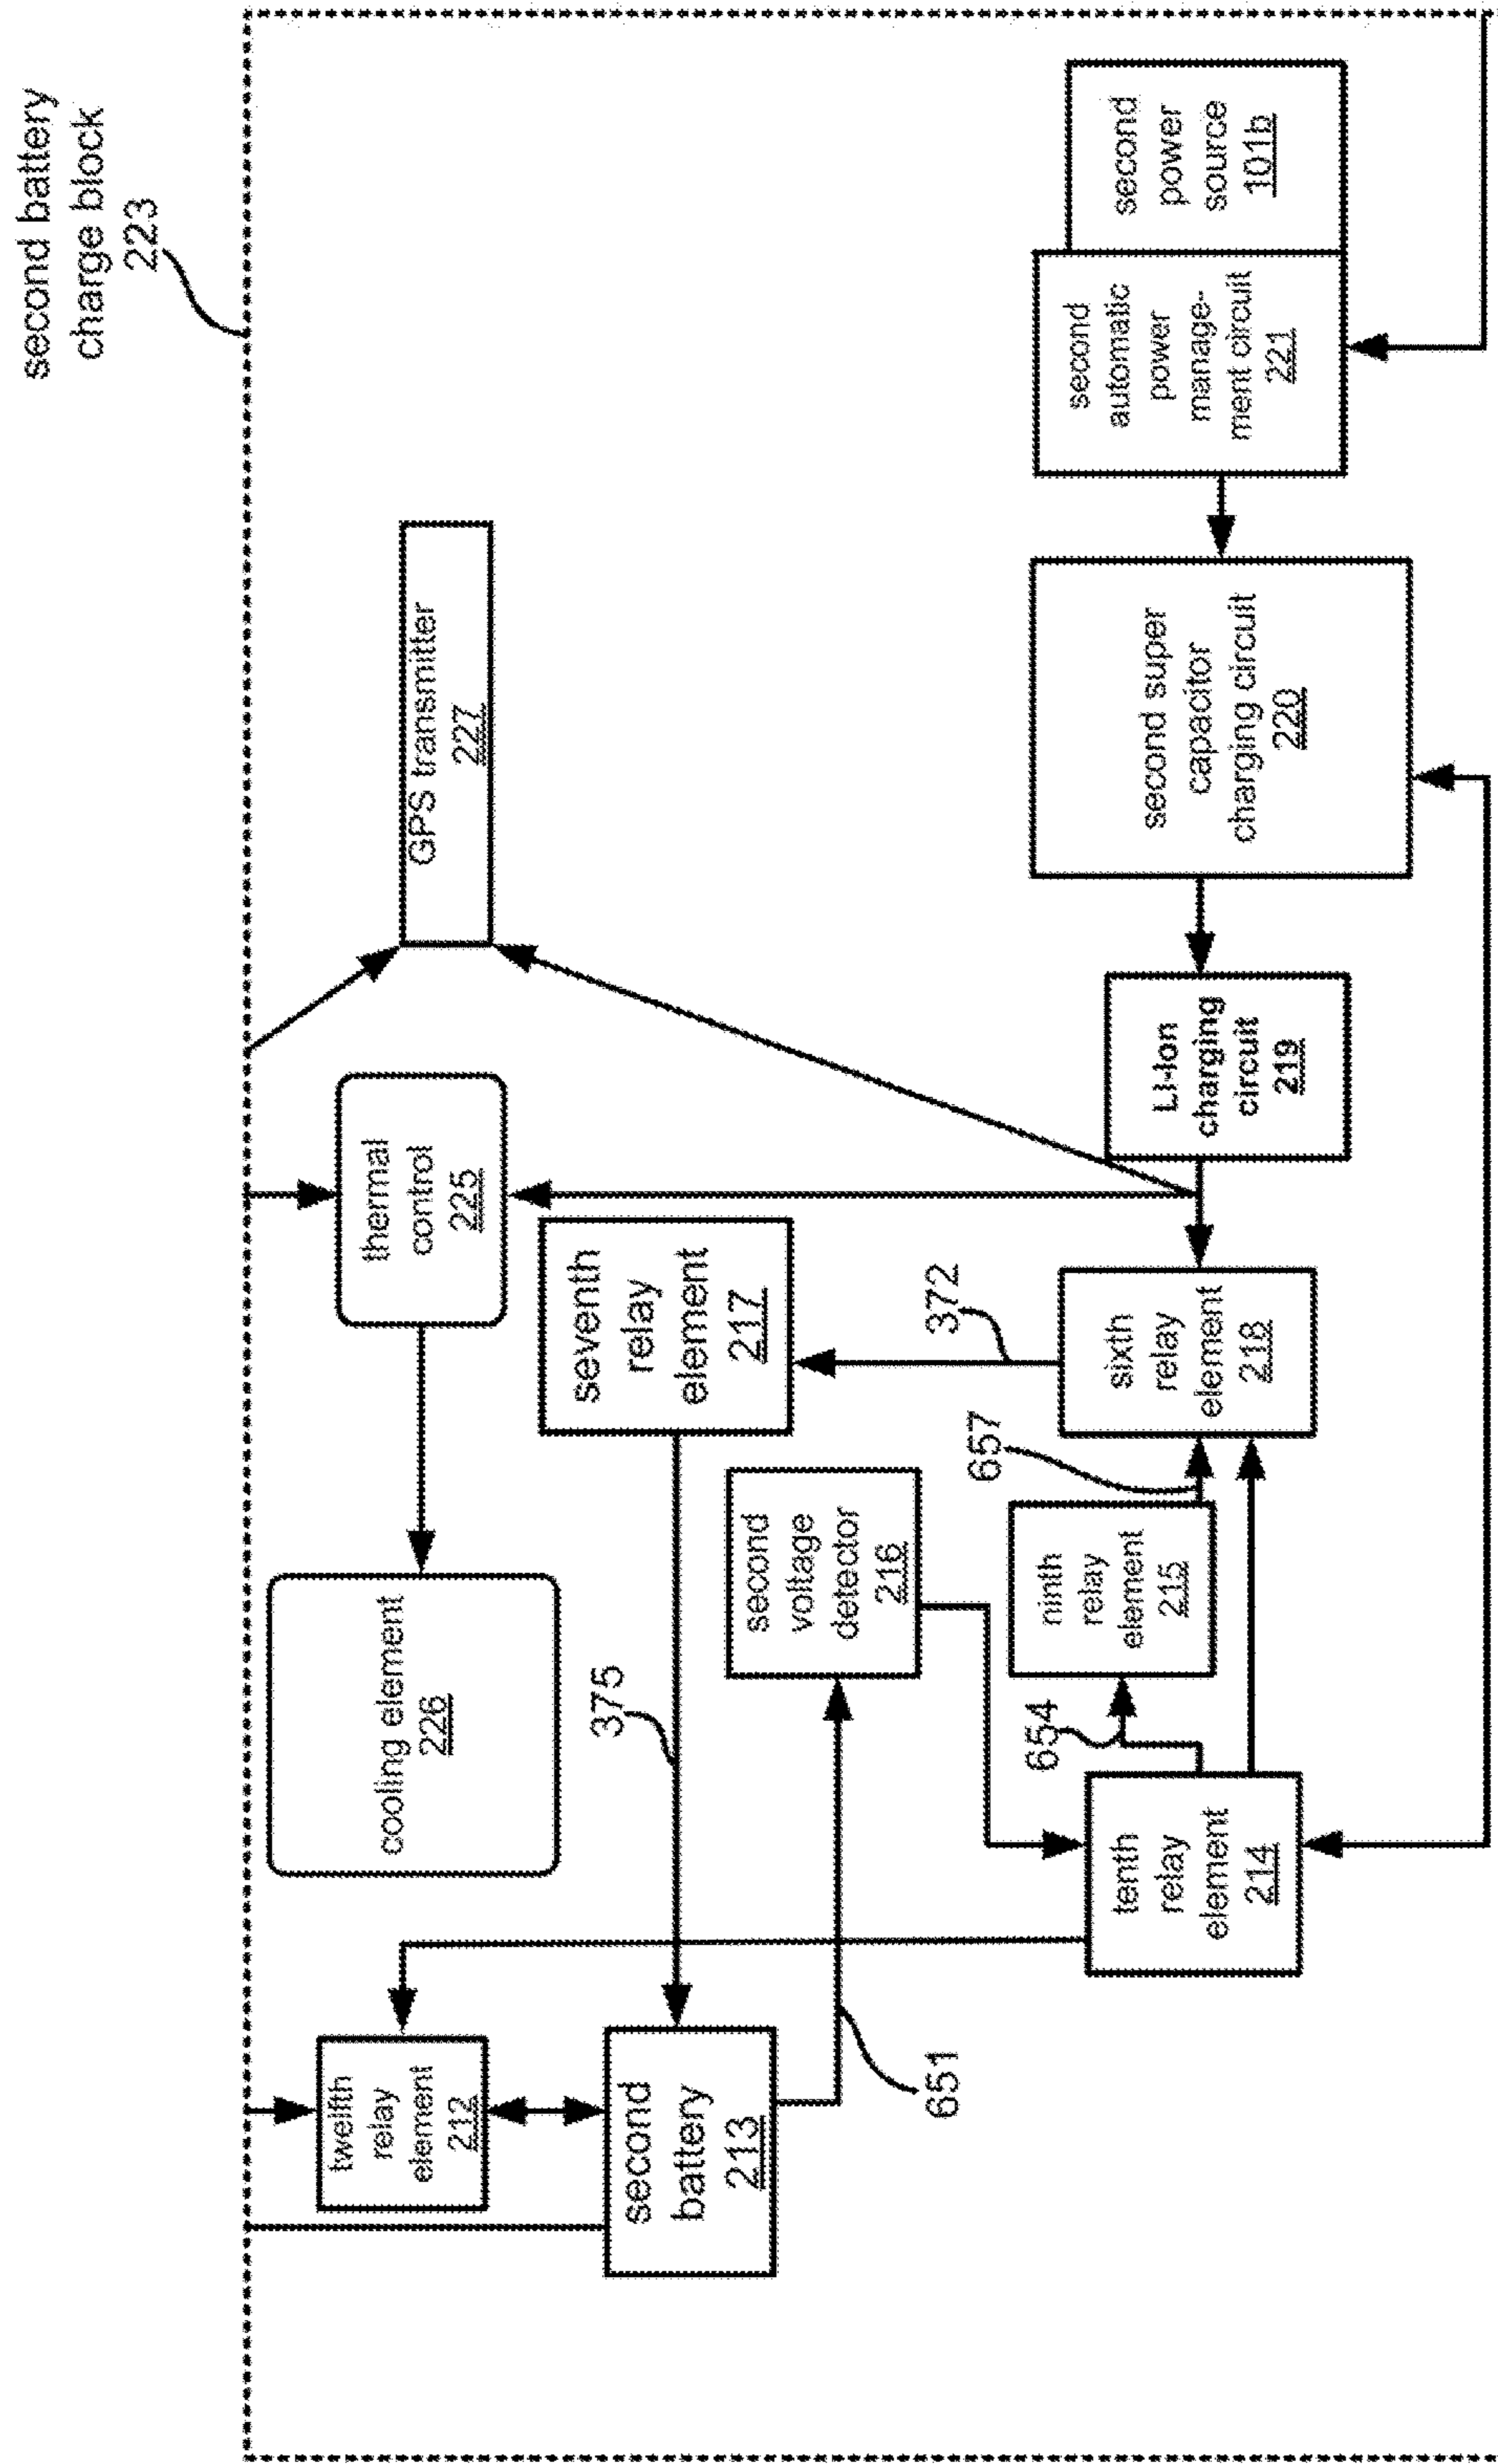 second battery
charge block
223
twelfth
relay
element
212
second
battery
213
cooling element
226
thermal
control
225
GPS transmitter
227
375
seventh
relay
element
217
651
second
voltage
detector
216
372
657
654
tenth
relay
element
214
ninth
relay
element
215
sixth
relay
element
218
LI-Ion
charging
circuit
219
second super
capacitor
charging circuit
220
second
automatic
power
manage-
ment circuit
221
second
power
source
101b